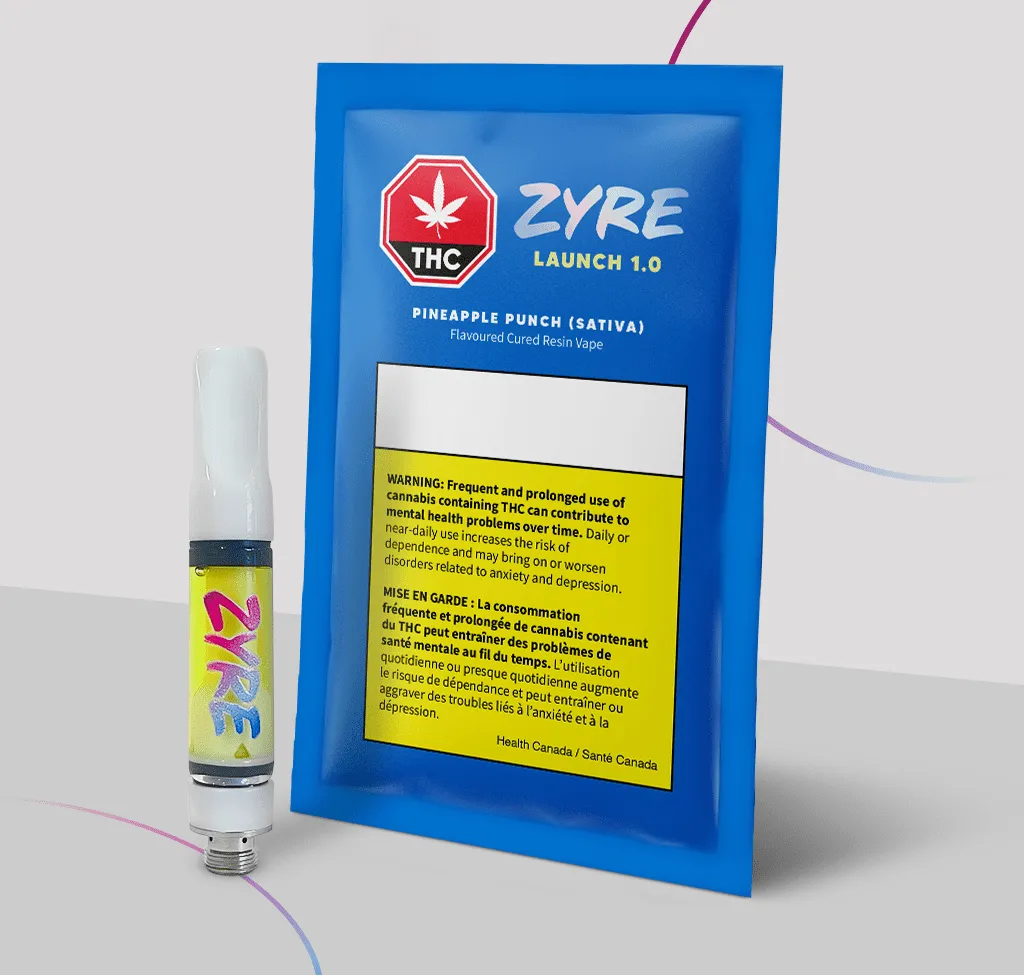 THC
ZYRE
LAUNCH 1.0
PINEAPPLE PUNCH (SATIVA)
Flavoured Cured Resin Vape
WARNING: Frequent and prolonged use of
cannabis containing THC can contribute to
mental health problems over time. Daily or
near-daily use increases the risk of
dependence and may bring on or worsen
disorders related to anxiety and depression.
MISE EN GARDE : La consommation
fréquente et prolongée de cannabis contenant
du THC peut entraîner des problèmes de
santé mentale au fil du temps. L’utilisation
quotidienne ou presque quotidienne augmente
le risque de dépendance et peut entraîner ou
aggraver des troubles liés à l’anxiété et à la
dépression.
Health Canada / Santé Canada
ZYRE